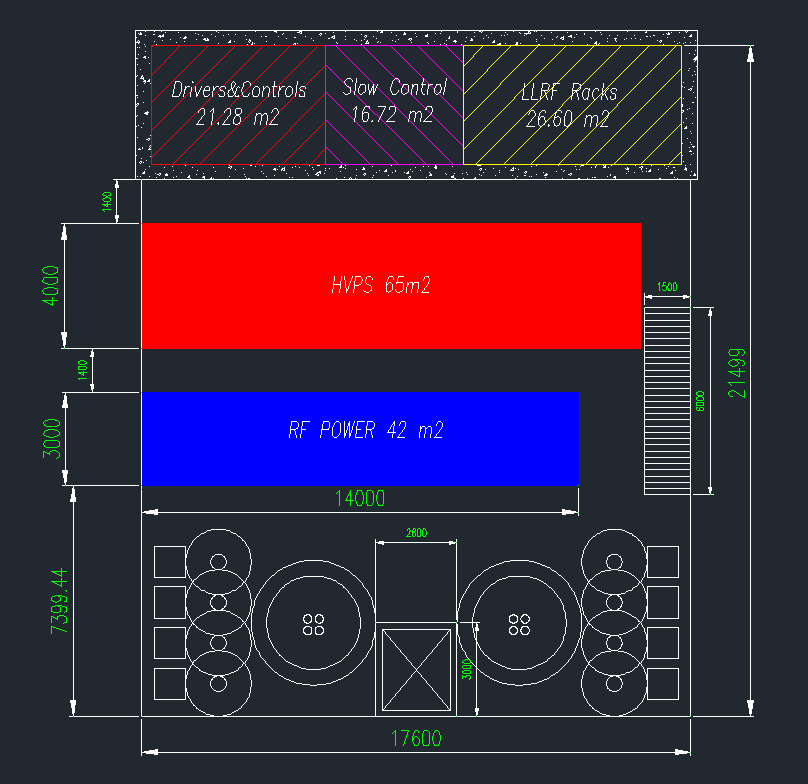 Drivers&Controls
21.28 m2
Slow Control
16.72 m2
LLRF Racks
26.60 m2
1400
4000
HVPS 65m2
1500
21499
1400
6000
3000
RF POWER 42 m2
14000
2600
7399.44
3000
17600